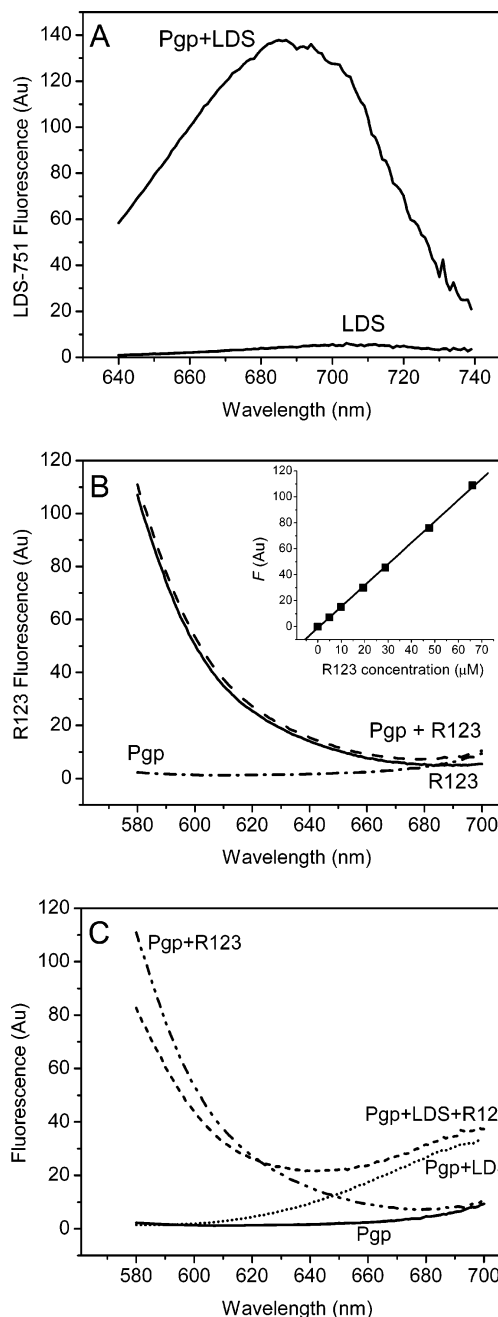 A
Pgp+LDS
LDS
LDS-751 Fluorescence (Au)
140
120
100
80
60
40
20
0
640 660 680 700 720 740
Wavelength (nm)
B
R123 Fluorescence (Au)
120
100
80
60
40
20
0
F (Au)
120
100
80
60
40
20
0
0 10 20 30 40 50 60 70
R123 concentration (μM)
Pgp
Pgp + R123
R123
580 600 620 640 660 680 700
Wavelength (nm)
C
Fluorescence (Au)
120
100
80
60
40
20
0
Pgp+R123
Pgp+LDS+R12
Pgp+LD
Pgp
580 600 620 640 660 680 700
Wavelength (nm)